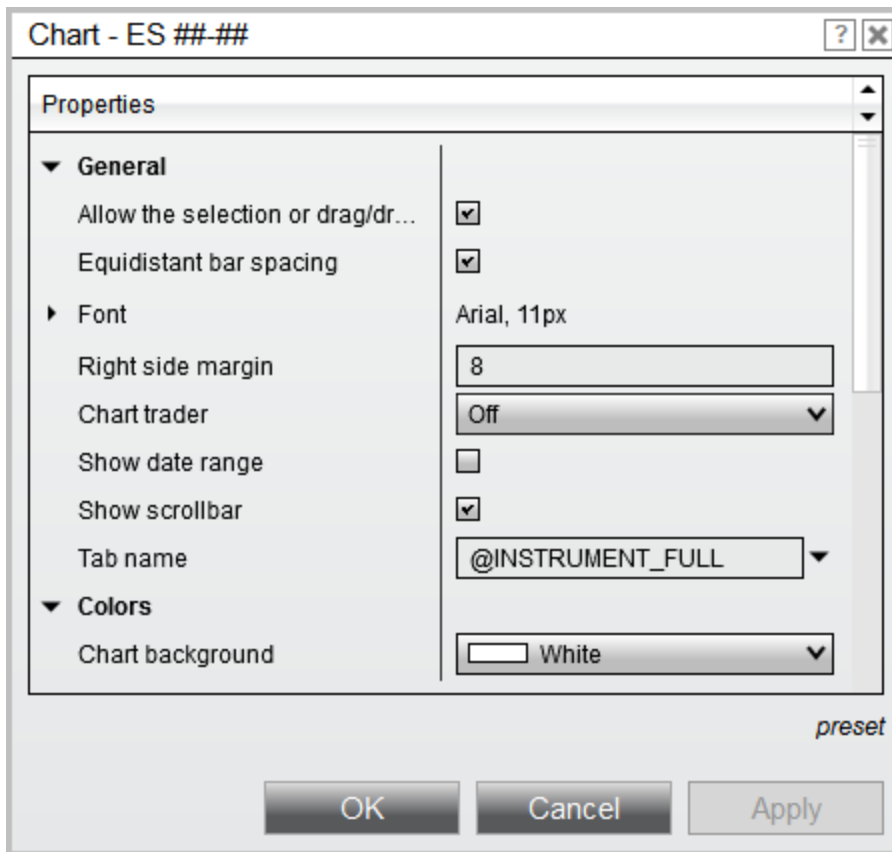 Chart - ES ##-##
?
Properties
General
Allow the selection or drag/dr...
Equidistant bar spacing
Font Arial, 11px
Right side margin 8
Chart trader Off
Show date range
Show scrollbar
Tab name @INSTRUMENT_FULL
Colors
Chart background White
preset
OK Cancel Apply